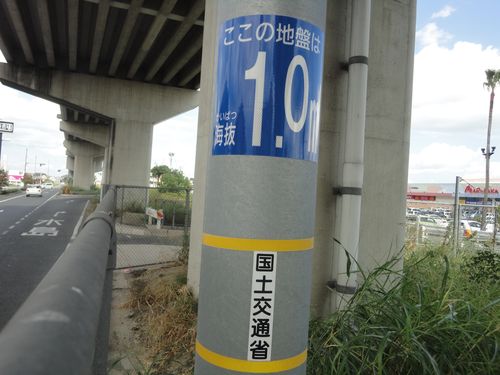 ここの地盤は
かいばつ
海抜
1.0m
国土交通省